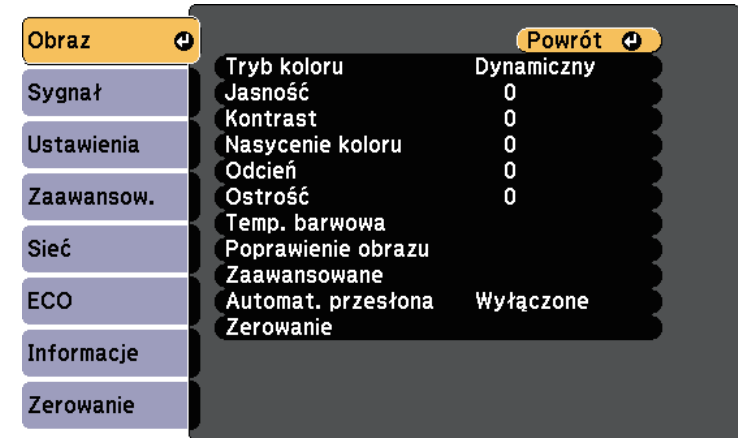 Obraz
Sygnał
Ustawienia
Zaawansow.
Sieć
ECO
Informacje
Zerowanie
Powrót
Tryb koloru Dynamiczny
Jasność 0
Kontrast 0
Nasycenie koloru 0
Odcień 0
Ostrość 0
Temp. barwowa
Poprawienie obrazu
Zaawansowane
Automat. przesłona Wyłączone
Zerowanie